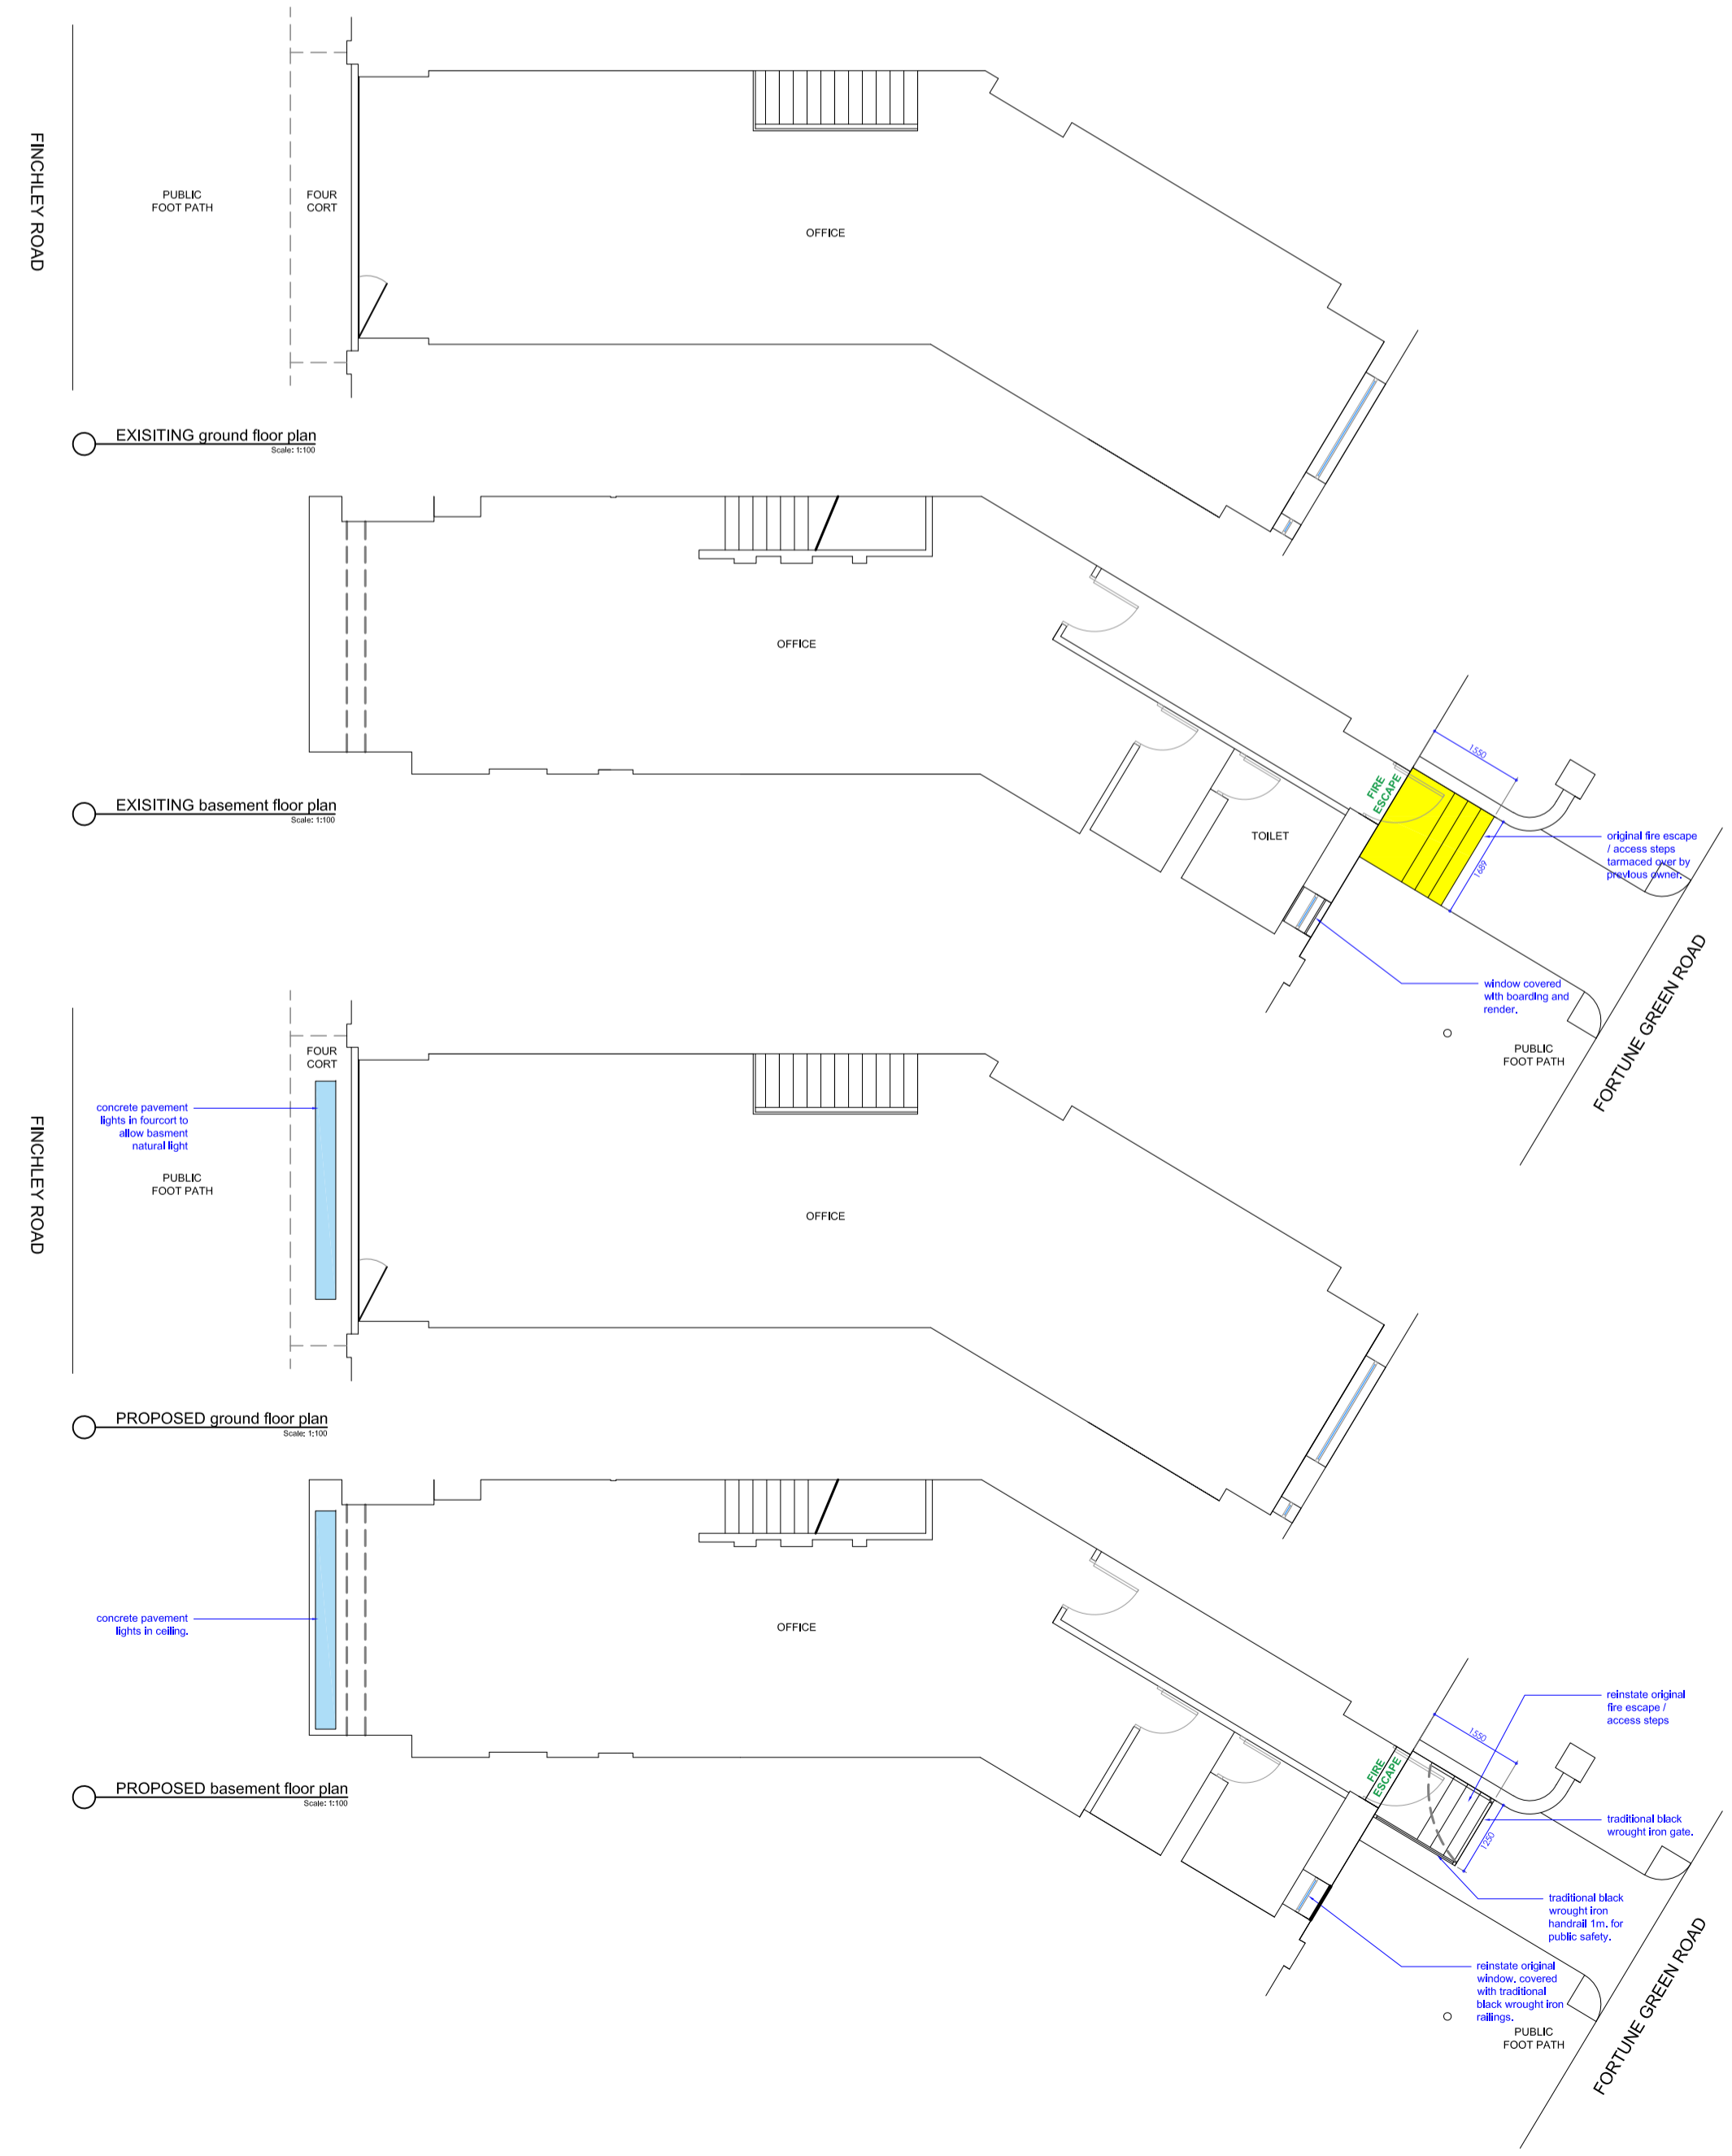 FINCHLEY ROAD
PUBLIC
FOOT PATH
FOUR
CORT
OFFICE
EXISITING ground floor plan
Scale: 1:100
OFFICE
TOILET
FIRE
ESCAPE
1550
1689
original fire escape
/ access steps
tarmaced over by
previous owner.
window covered
with boarding and
render.
PUBLIC
FOOT PATH
FORTUNE GREEN ROAD
EXISITING basement floor plan
Scale: 1:100
FINCHLEY ROAD
concrete pavement
lights in fourcort to
allow basment
natural light
PUBLIC
FOOT PATH
FOUR
CORT
OFFICE
PROPOSED ground floor plan
Scale: 1:100
concrete pavement
lights in ceiling.
OFFICE
FIRE
ESCAPE
1550
1250
reinstate original
fire escape /
access steps
traditional black
wrought iron gate.
traditional black
wrought iron
handrail 1m. for
public safety.
reinstate original
window, covered
with traditional
black wrought iron
railings.
PUBLIC
FOOT PATH
FORTUNE GREEN ROAD
PROPOSED basement floor plan
Scale: 1:100